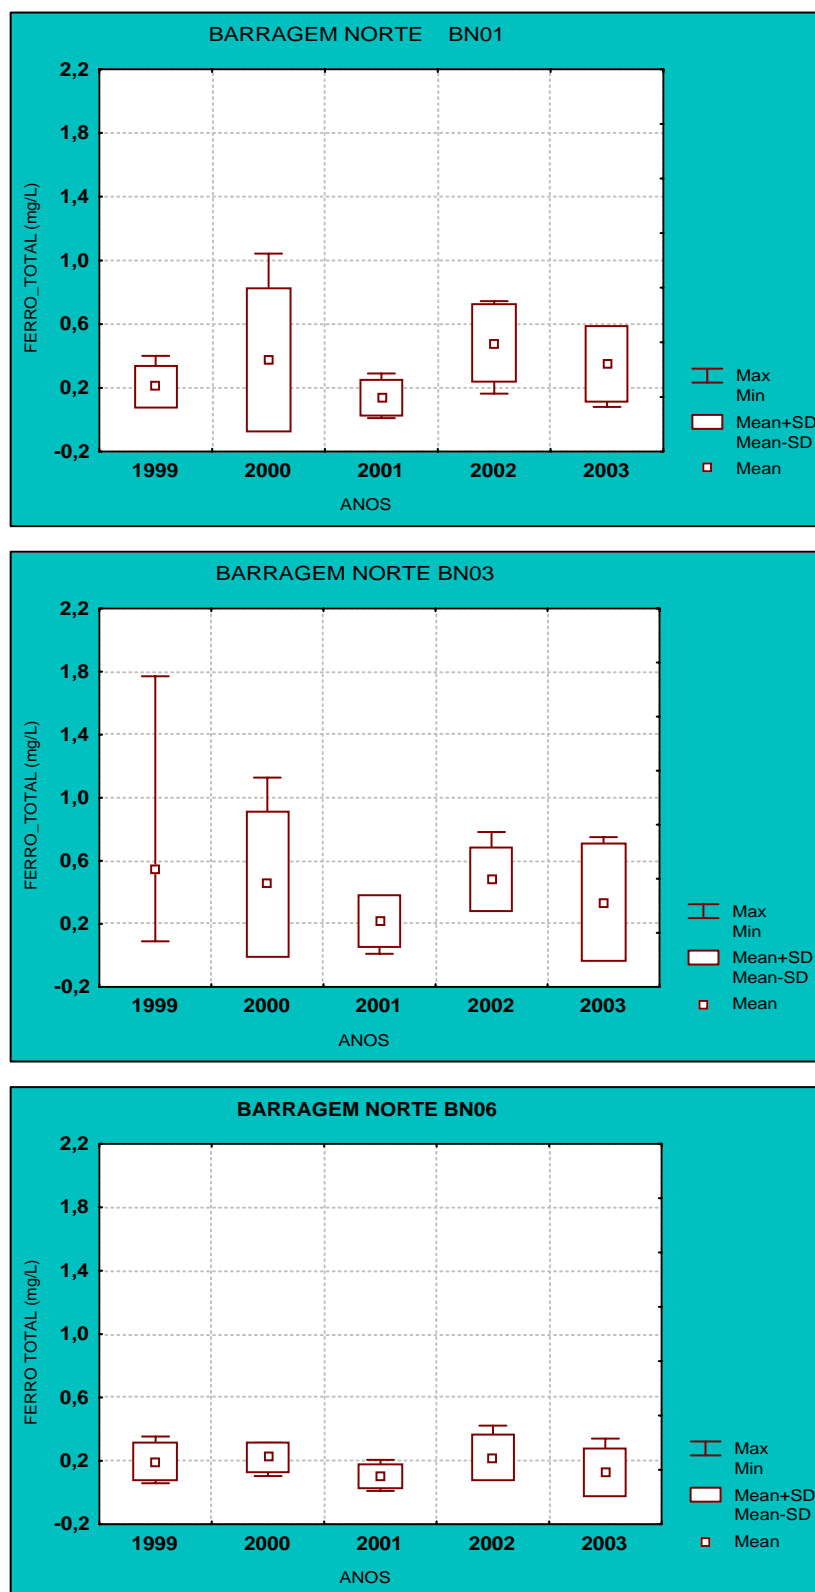 BARRAGEM NORTE BN01
FERRO_TOTAL (mg/L)
2,2
1,8
1,4
1,0
0,6
0,2
-0,2
1999 2000 2001 2002 2003
ANOS
Max
Min
Mean+SD
Mean-SD
Mean
BARRAGEM NORTE BN03
FERRO_TOTAL (mg/L)
2,2
1,8
1,4
1,0
0,6
0,2
-0,2
1999 2000 2001 2002 2003
ANOS
Max
Min
Mean+SD
Mean-SD
Mean
BARRAGEM NORTE BN06
FERRO TOTAL (mg/L)
2,2
1,8
1,4
1,0
0,6
0,2
-0,2
1999 2000 2001 2002 2003
ANOS
Max
Min
Mean+SD
Mean-SD
Mean